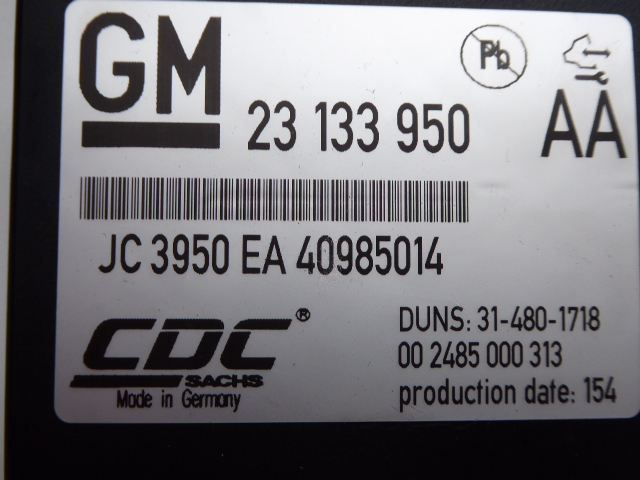 GM
Pb
23 133 950
AA
JC 3950 EA 40985014
CDC®
SACHS
Made in Germany
DUNS: 31-480-1718
00 2485 000 313
production date: 154